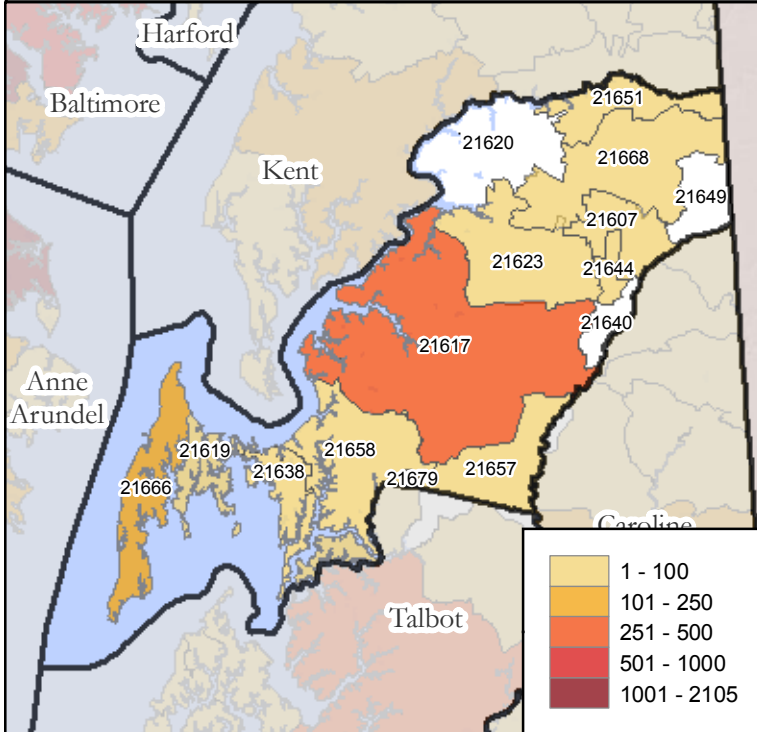 Harford
Baltimore
21651
21620
21668
Kent
21649
21607
21623
21644
21640
21617
Anne
Arundel
21619
21658
21638
21666
21679
21657
Caroline
Talbot
1 - 100
101 - 250
251 - 500
501 - 1000
1001 - 2105